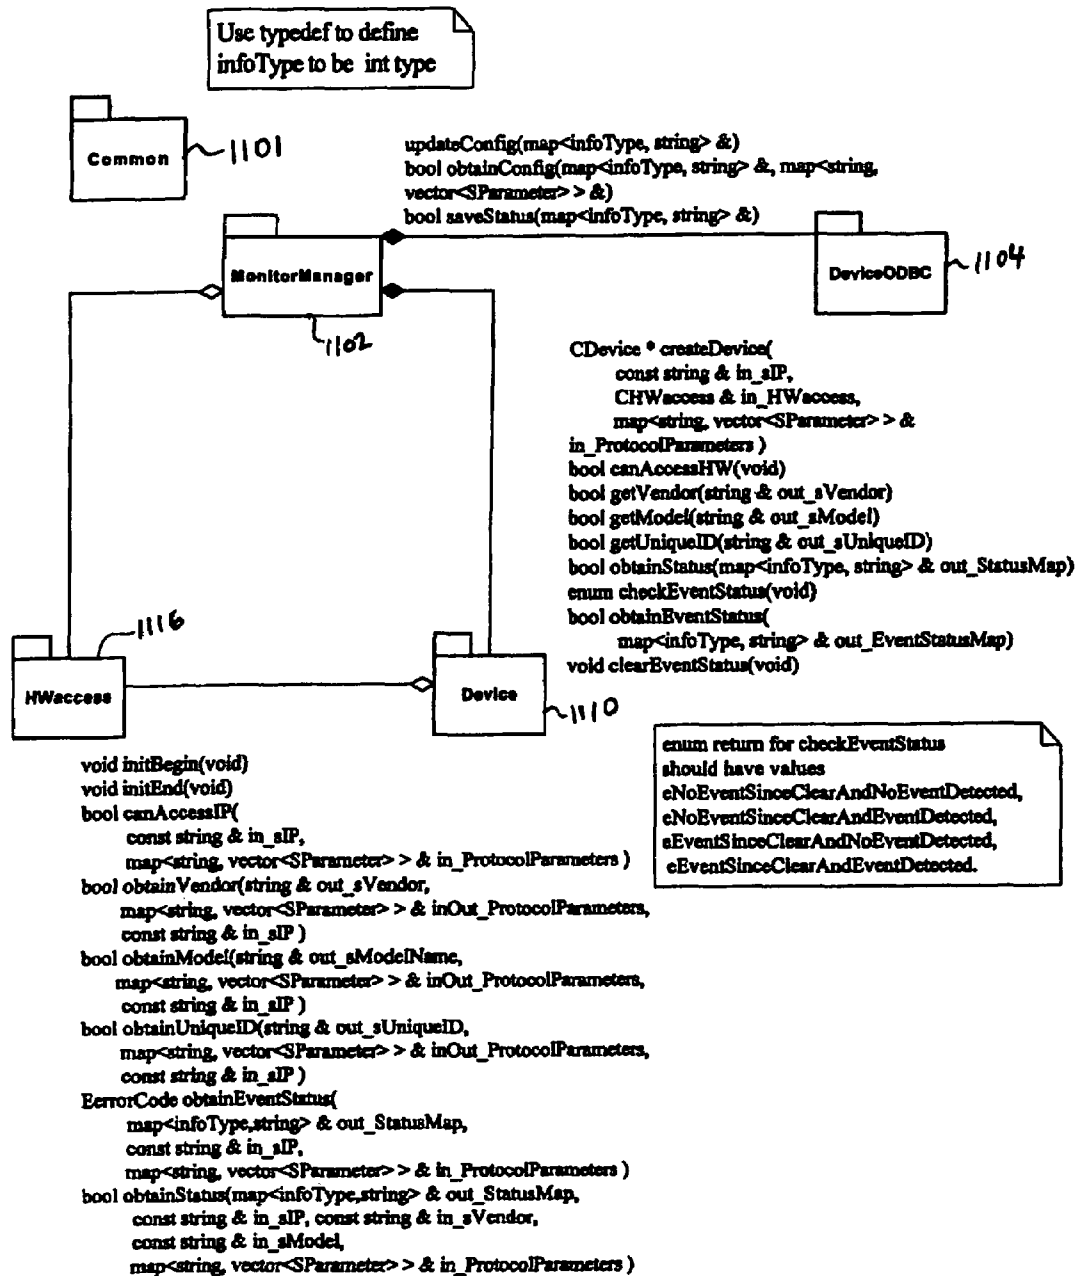 Use typedef to define
infoType to be int type
Common
1101
updateConfig(map<infoType, string> &)
bool obtainConfig(map<infoType, string> &, map<string,
vector<SParameter> > &)
bool saveStatus(map<infoType, string> &)
MonitorManager
1102
DeviceODBC
1104
CDevice * createDevice(
const string & in_sIP,
CHWaccess & in_HWaccess,
map<string, vector<SParameter> > &
in_ProtocolParameters )
bool canAccessHW(void)
bool getVendor(string & out_sVendor)
bool getModel(string & out_sModel)
bool getUniqueID(string & out_sUniqueID)
bool obtainStatus(map<infoType, string> & out_StatusMap)
enum checkEventStatus(void)
bool obtainEventStatus(
map<infoType, string> & out_EventStatusMap)
void clearEventStatus(void)
1116
HWaccess
Device
1110
enum return for checkEventStatus
should have values
eNoEventSinceClearAndNoEventDetected,
eNoEventSinceClearAndEventDetected,
eEventSinceClearAndNoEventDetected,
eEventSinceClearAndEventDetected.
void initBegin(void)
void initEnd(void)
bool canAccessIP(
const string & in_sIP,
map<string, vector<SParameter> > & in_ProtocolParameters )
bool obtainVendor(string & out_sVendor,
map<string, vector<SParameter> > & inOut_ProtocolParameters,
const string & in_sIP )
bool obtainModel(string & out_sModelName,
map<string, vector<SParameter> > & inOut_ProtocolParameters,
const string & in_sIP )
bool obtainUniqueID(string & out_sUniqueID,
map<string, vector<SParameter> > & inOut_ProtocolParameters,
const string & in_sIP )
EerrorCode obtainEventStatus(
map<infoType,string> & out_StatusMap,
const string & in_sIP,
map<string, vector<SParameter> > & in_ProtocolParameters )
bool obtainStatus(map<infoType,string> & out_StatusMap,
const string & in_sIP, const string & in_sVendor,
const string & in_sModel,
map<string, vector<SParameter> > & in_ProtocolParameters )